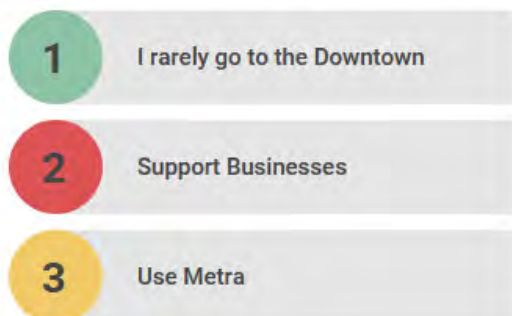 1 I rarely go to the Downtown
2 Support Businesses
3 Use Metra